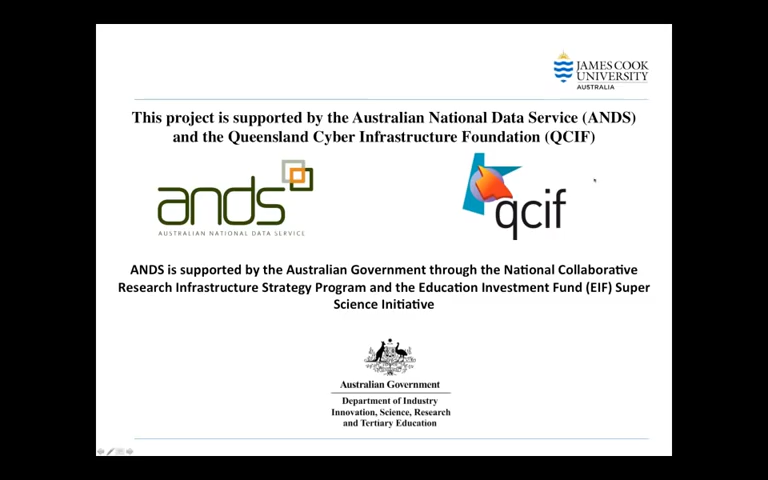 JAMES COOK
UNIVERSITY
AUSTRALIA
This project is supported by the Australian National Data Service (ANDS)
and the Queensland Cyber Infrastructure Foundation (QCIF)
ands
AUSTRALIAN NATIONAL DATA SERVICE
qcif
ANDS is supported by the Australian Government through the National Collaborative
Research Infrastructure Strategy Program and the Education Investment Fund (EIF) Super
Science Initiative
Australian Government
Department of Industry
Innovation, Science, Research
and Tertiary Education